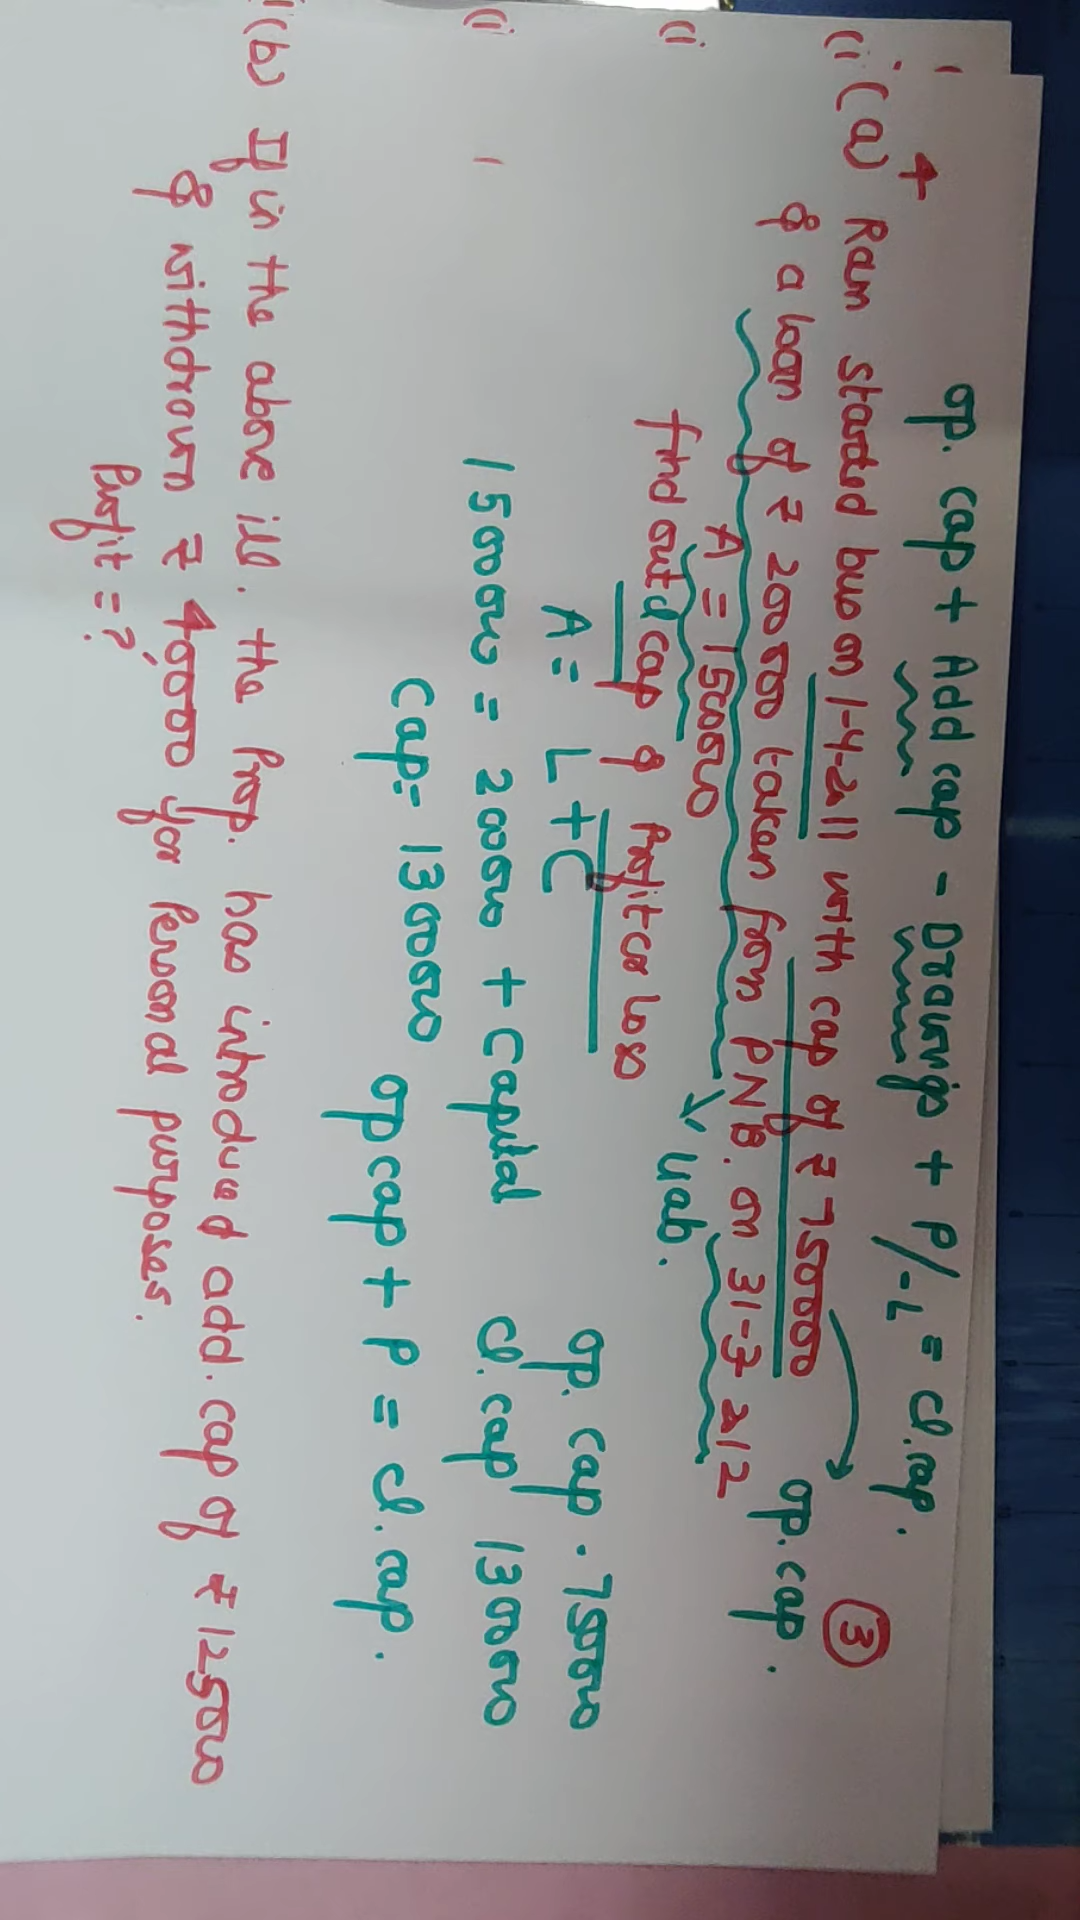 op. cap + Add cap - Drawings + P/-L = cl. cap.
(a) Ram started bus on 1-4-2011 with cap of ₹ 750000
③
op. cap.
& a loan of ₹ 200000 taken from PNB. on 31-3-2012
A = 1500000
Liab.
find out cl cap & Profit or loss
A = L + C
op. cap. 750000
1500000 = 200000 + Capital
cl. cap 1300000
Cap = 1300000
op cap + P = cl. cap.
(b) If in the above ill. the Prop. has introduced add. cap of ₹ 125000
& withdrawn ₹ 40000 for Personal purposes.
Profit = ?